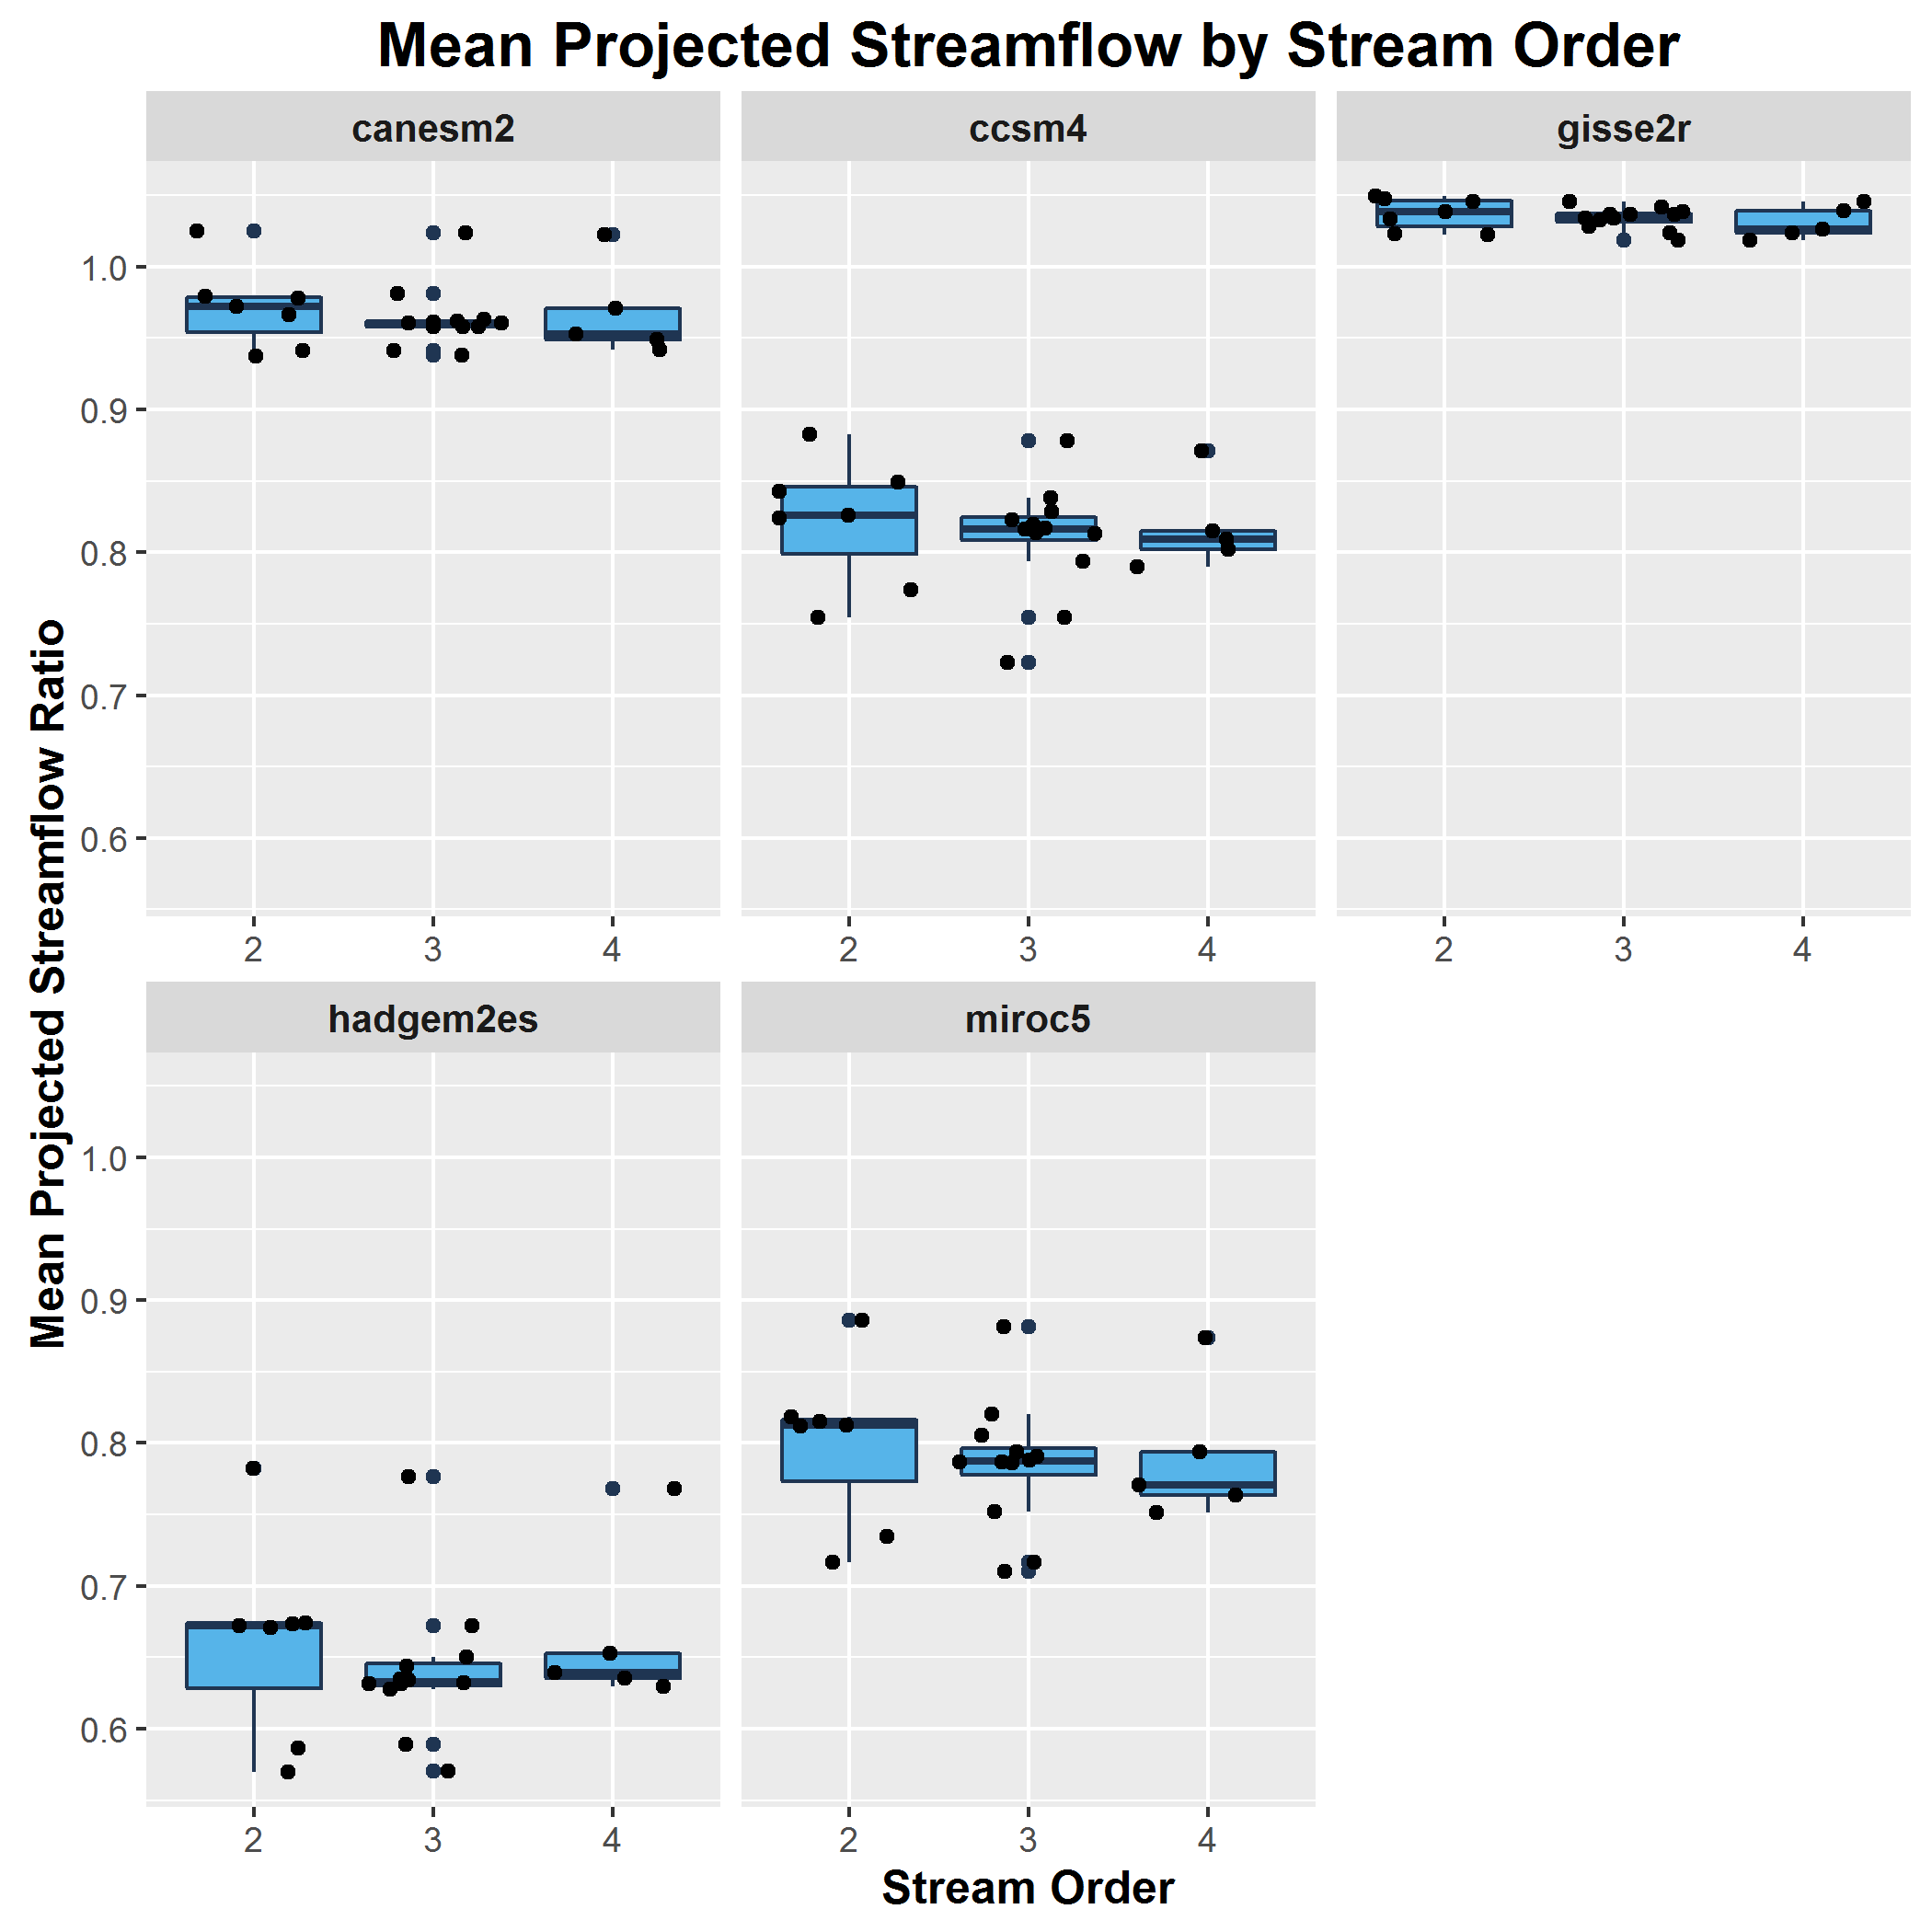 Mean Projected Streamflow by Stream Order
canesm2
ccsm4
gisse2r
1.0
0.9
0.8
0.7
0.6
2 3 4
2 3 4
2 3 4
Mean Projected Streamflow Ratio
hadgem2es
miroc5
1.0
0.9
0.8
0.7
0.6
2 3 4
2 3 4
Stream Order